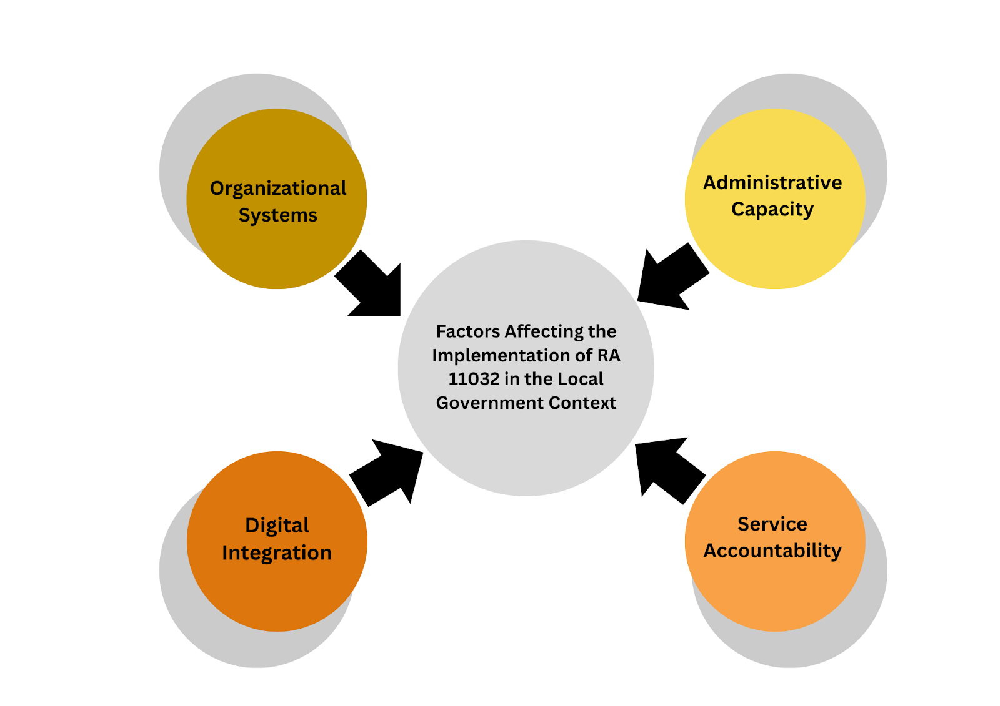 Organizational
Systems
Administrative
Capacity
Factors Affecting the
Implementation of RA
11032 in the Local
Government Context
Digital
Integration
Service
Accountability